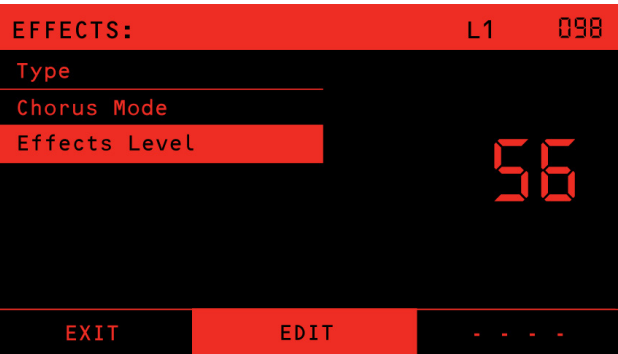 EFFECTS: L1 098
Type
Chorus Mode
Effects Level
56
EXIT EDIT - - - -